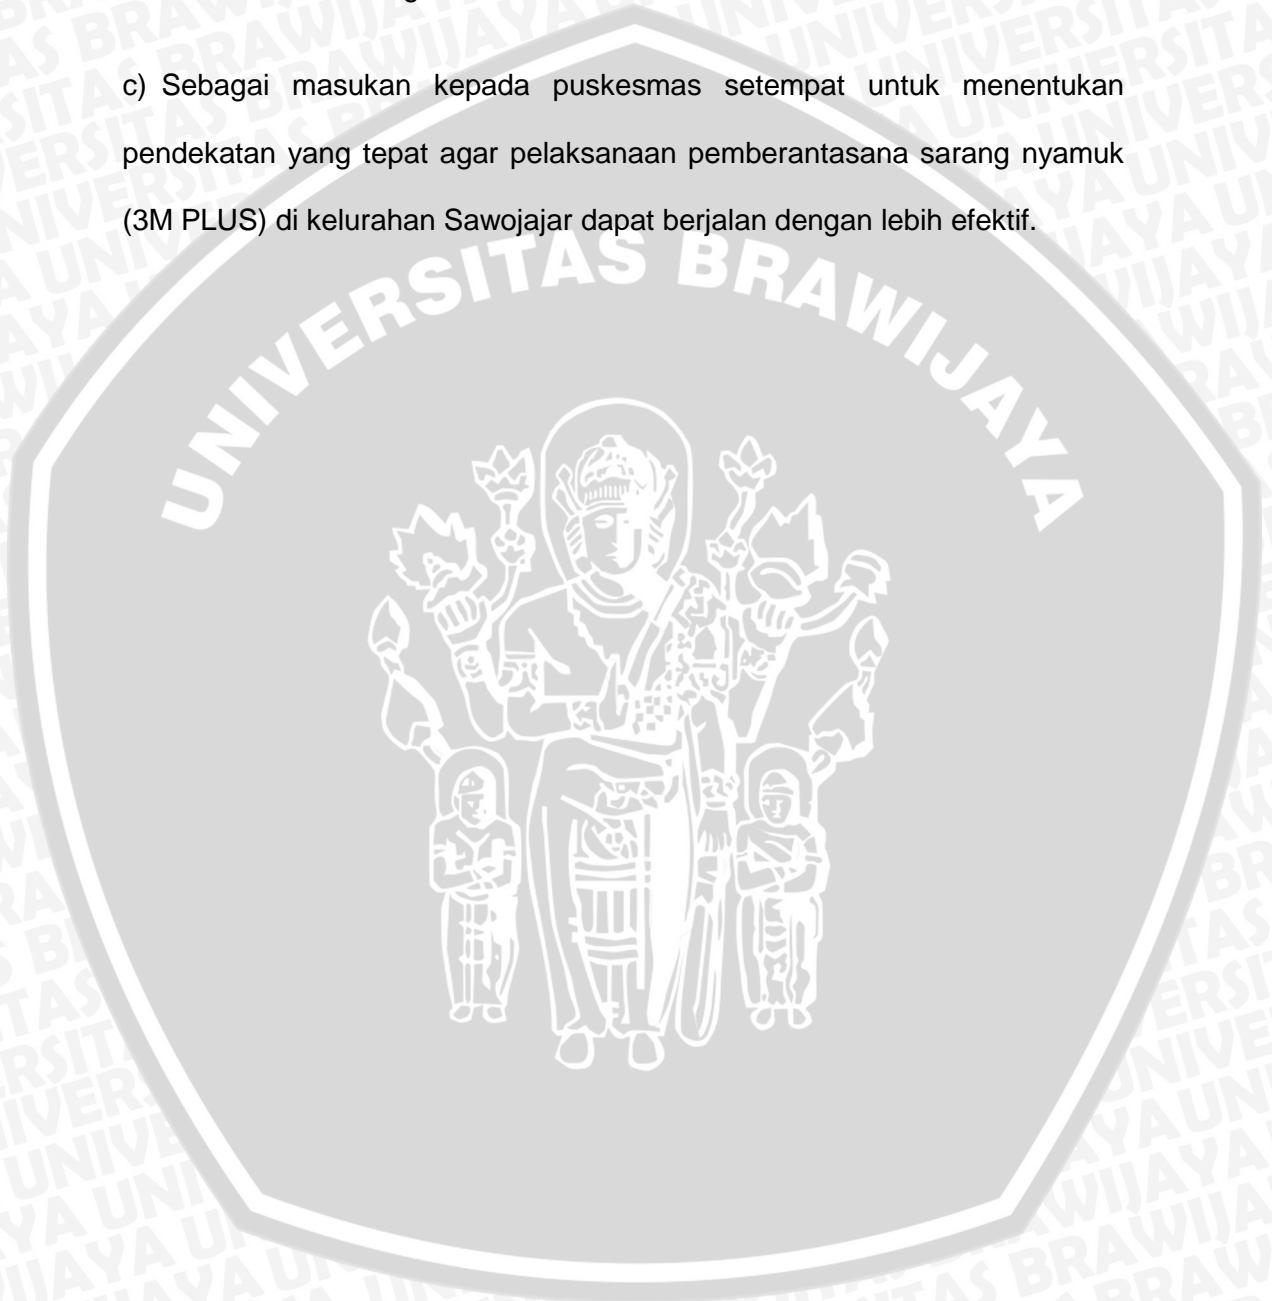 c) Sebagai masukan kepada puskesmas setempat untuk menentukan
pendekatan yang tepat agar pelaksanaan pemberantasana sarang nyamuk
(3M PLUS) di kelurahan Sawojajar dapat berjalan dengan lebih efektif.
UNIVERSITAS BRAWIJAYA